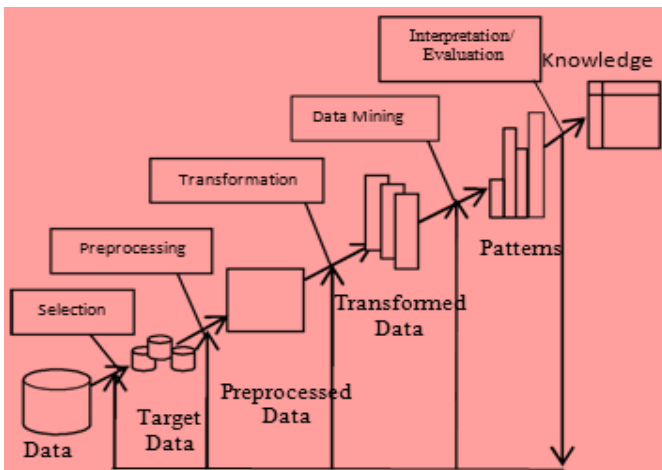 Interpretation/
Evaluation
Knowledge
Data Mining
Transformation
Preprocessing
Patterns
Selection
Transformed
Data
Preprocessed
Data
Target
Data
Data